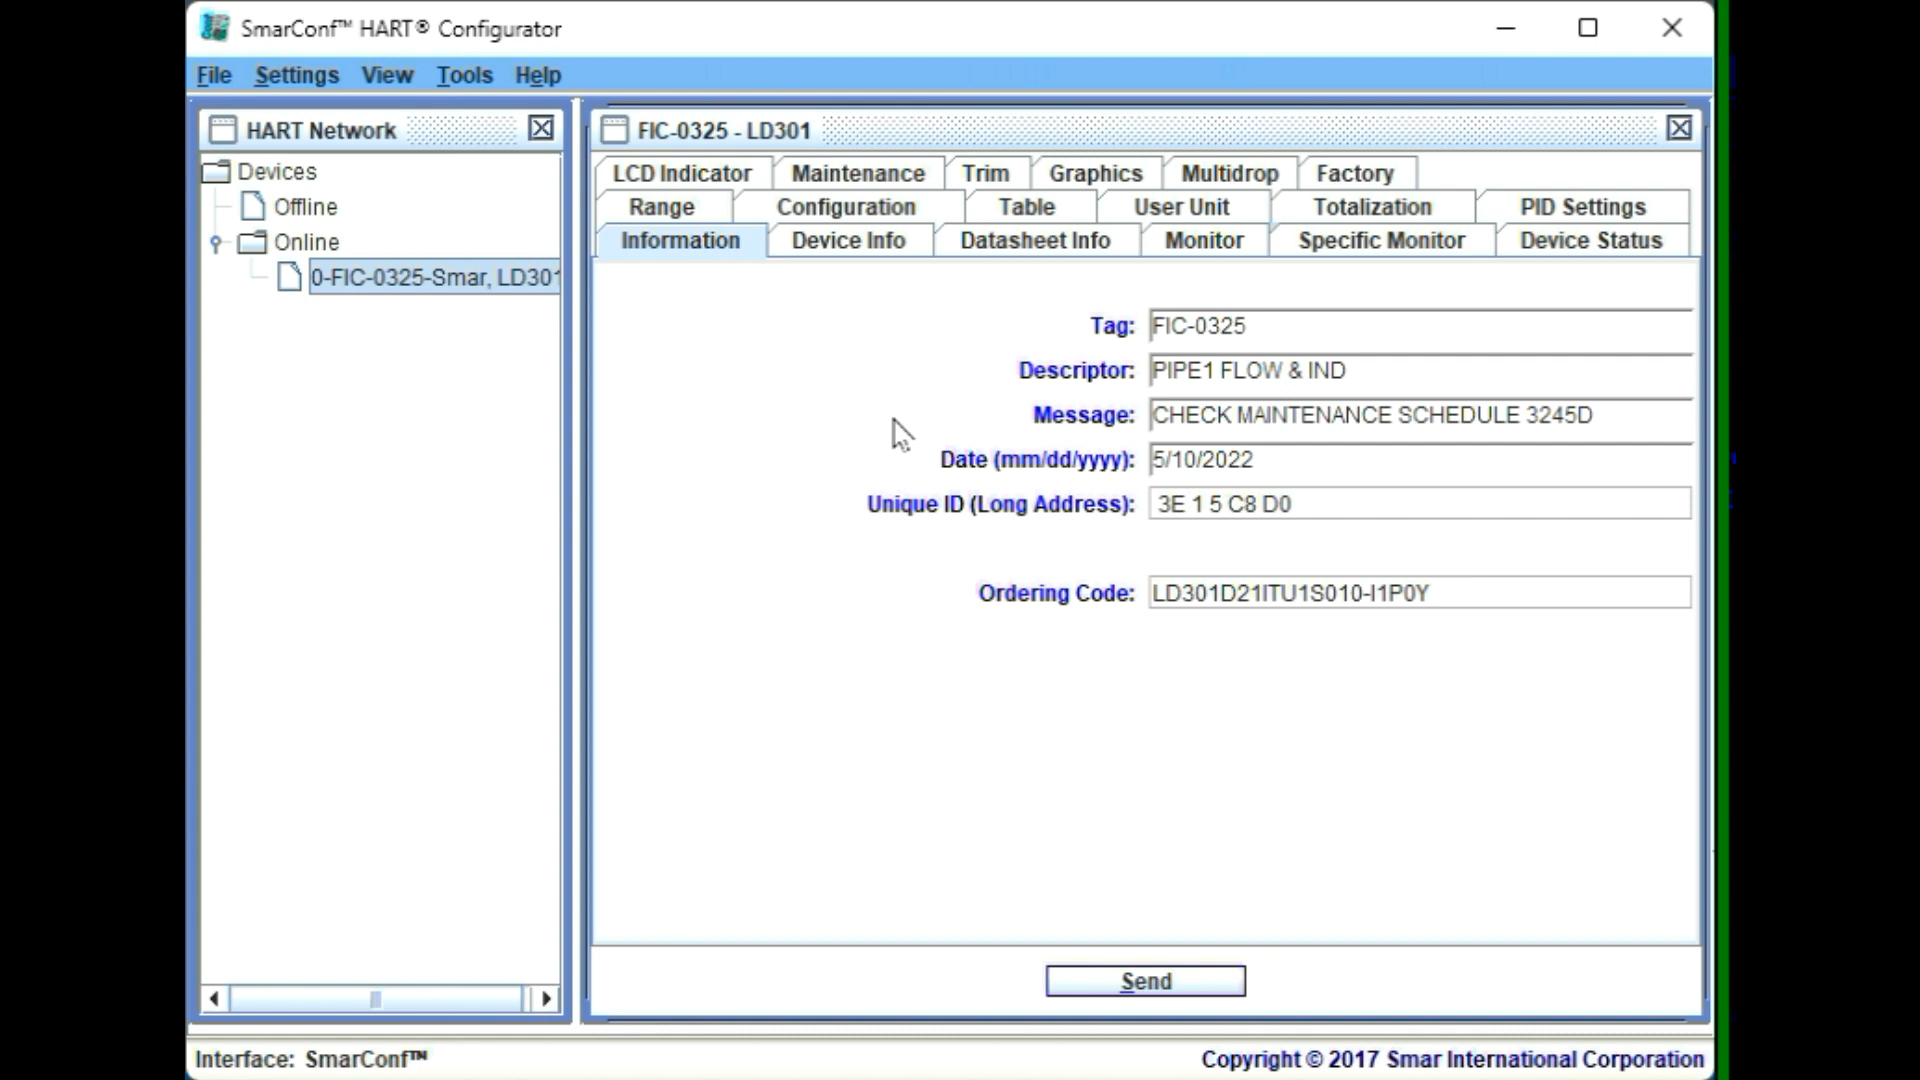 SmarConf™ HART® Configurator
File Settings View Tools Help
HART Network
Devices
Offline
Online
0-FIC-0325-Smar, LD301
FIC-0325 - LD301
LCD Indicator Maintenance Trim Graphics Multidrop Factory
Range Configuration Table User Unit Totalization PID Settings
Information Device Info Datasheet Info Monitor Specific Monitor Device Status
Tag: FIC-0325
Descriptor: PIPE1 FLOW & IND
Message: CHECK MAINTENANCE SCHEDULE 3245D
Date (mm/dd/yyyy): 5/10/2022
Unique ID (Long Address): 3E 1 5 C8 D0
Ordering Code: LD301D21ITU1S010-I1P0Y
Send
Interface: SmarConf™ Copyright © 2017 Smar International Corporation